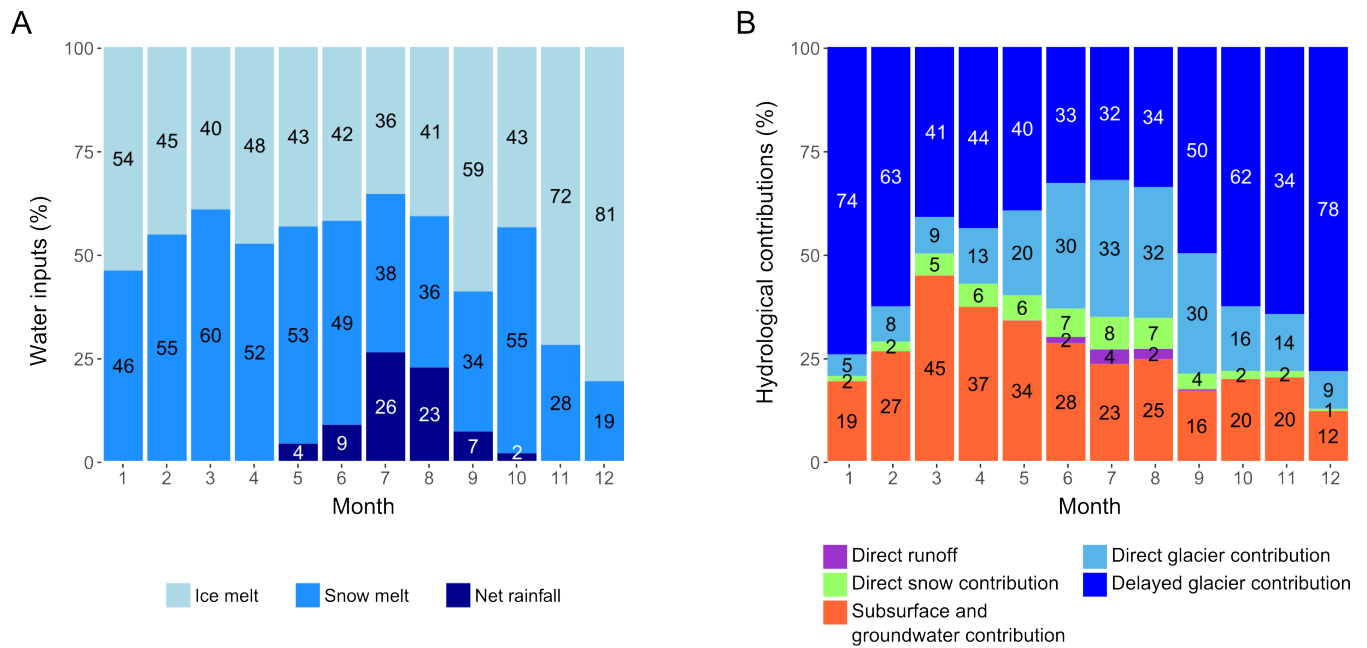 A
B
Water inputs (%)
100
75
50
25
0
54 45 40 48 43 42 36 41 59 43 72 81
46 55 60 52 53 49 38 36 34 55 28 19
4 9 26 23 7 2
1 2 3 4 5 6 7 8 9 10 11 12
Month
Ice melt Snow melt Net rainfall
Hydrological contributions (%)
100
75
50
25
0
74 63 41 44 40 33 32 34 50 62 34 78
5 8 9 13 20 30 33 32 30 16 14 9
2 2 5 6 6 7 8 7 4 2 2 1
2 4 2
19 27 45 37 34 28 23 25 16 20 20 12
1 2 3 4 5 6 7 8 9 10 11 12
Month
Direct runoff
Direct snow contribution
Subsurface and
groundwater contribution
Direct glacier contribution
Delayed glacier contribution